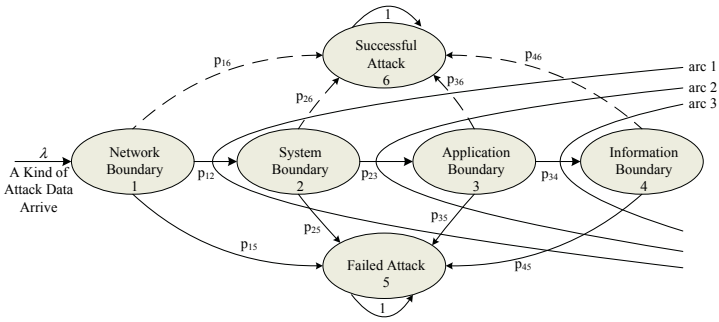 1
Successful
Attack
6
p16
p46
p26
p36
arc 1
arc 2
arc 3
λ
A Kind of
Attack Data
Arrive
Network
Boundary
1
p12
System
Boundary
2
p23
Application
Boundary
3
p34
Information
Boundary
4
p15
p25
p35
p45
Failed Attack
5
1